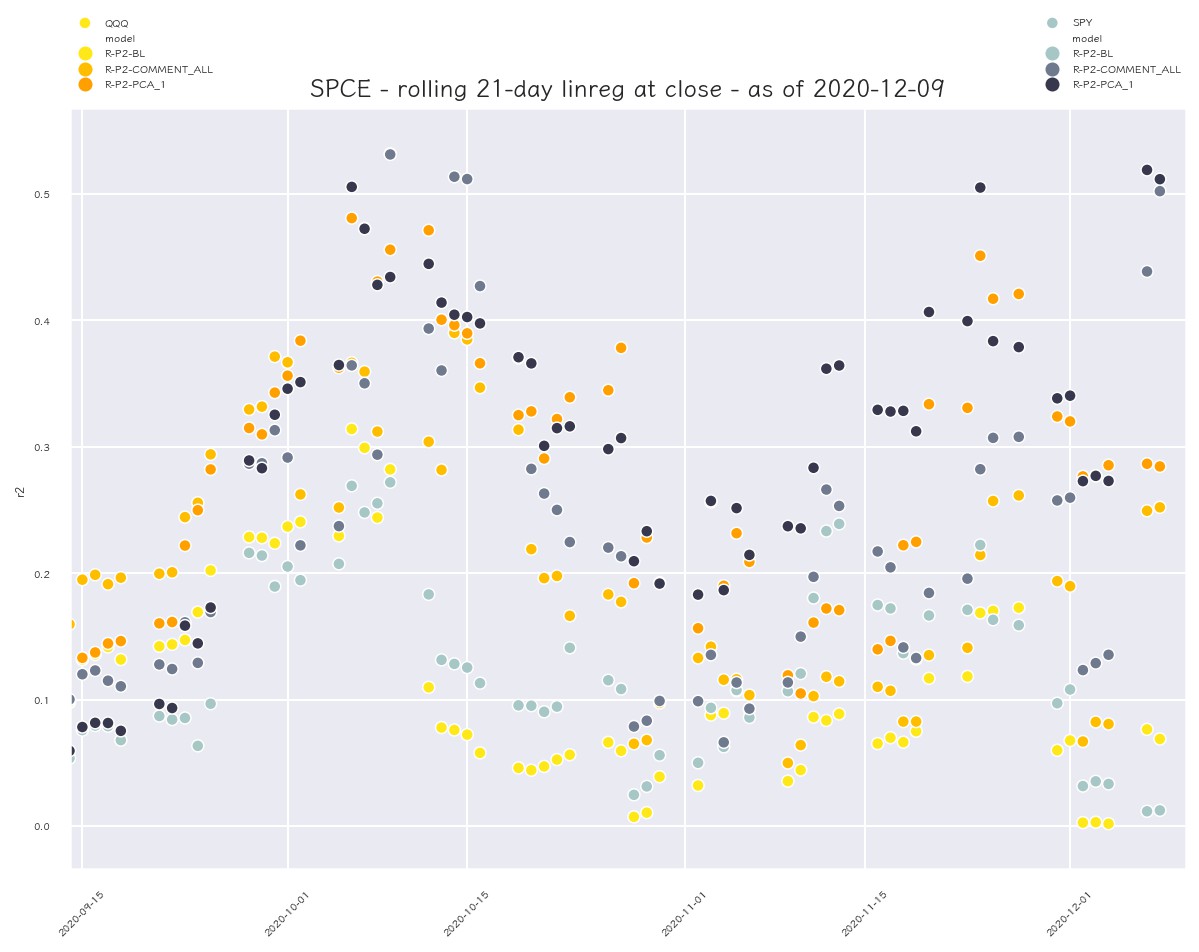 QQQ
model
R-P2-BL
R-P2-COMMENT_ALL
R-P2-PCA_1
SPY
model
R-P2-BL
R-P2-COMMENT_ALL
R-P2-PCA_1
SPCE - rolling 21-day linreg at close - as of 2020-12-09
r2
0.5
0.4
0.3
0.2
0.1
0.0
2020-09-15
2020-10-01
2020-10-15
2020-11-01
2020-11-15
2020-12-01